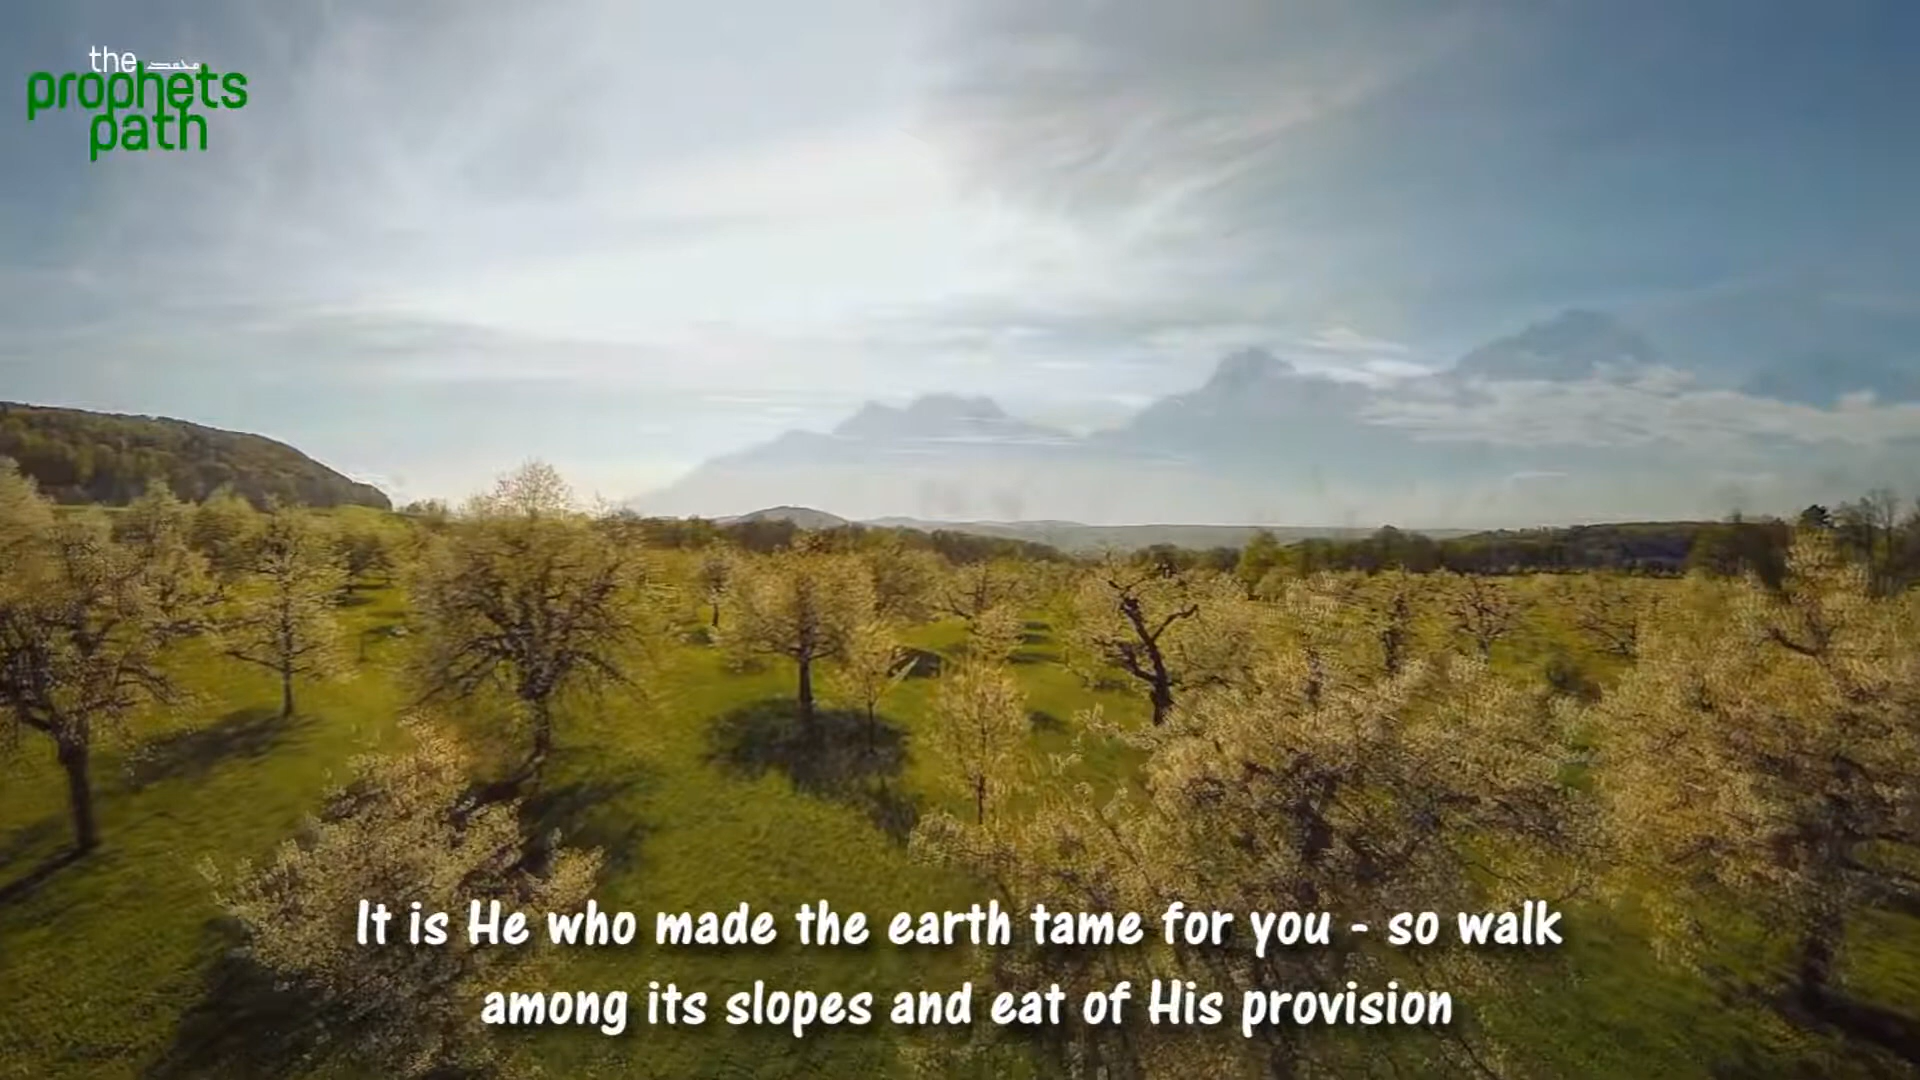 the
prophets
path
It is He who made the earth tame for you - so walk
among its slopes and eat of His provision